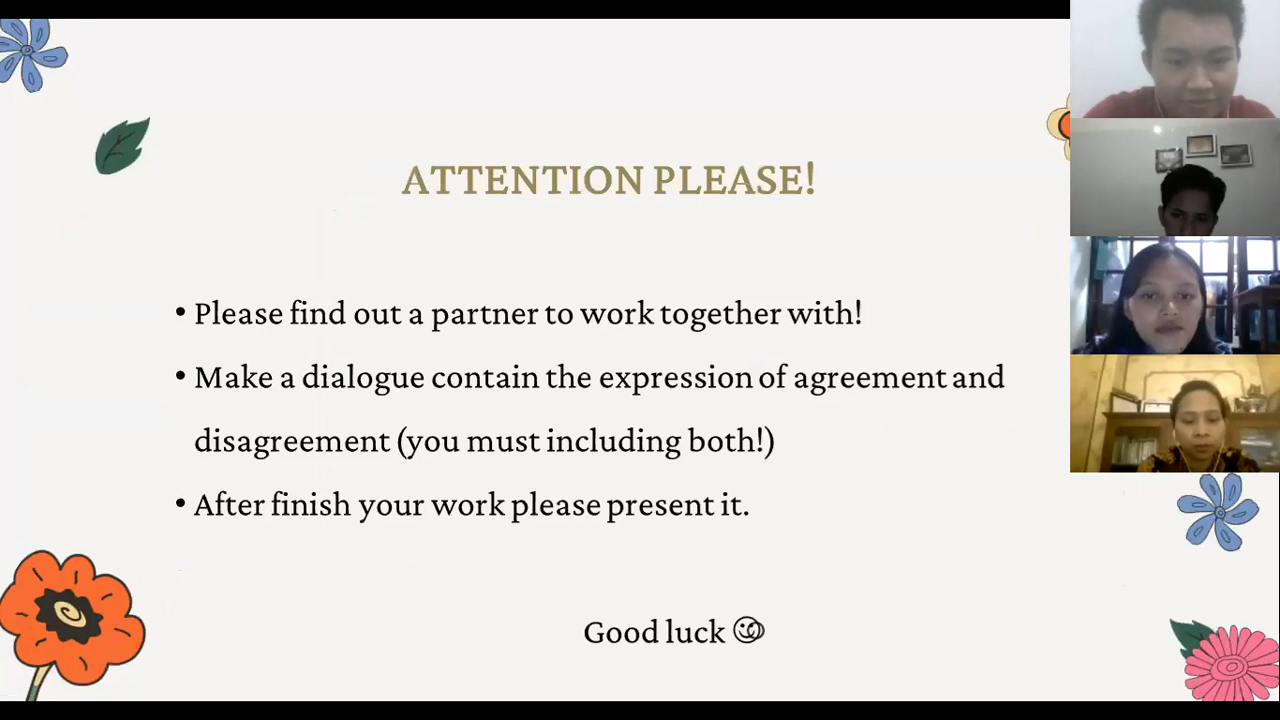 ATTENTION PLEASE!
• Please find out a partner to work together with!
• Make a dialogue contain the expression of agreement and
disagreement (you must including both!)
• After finish your work please present it.
Good luck 😉